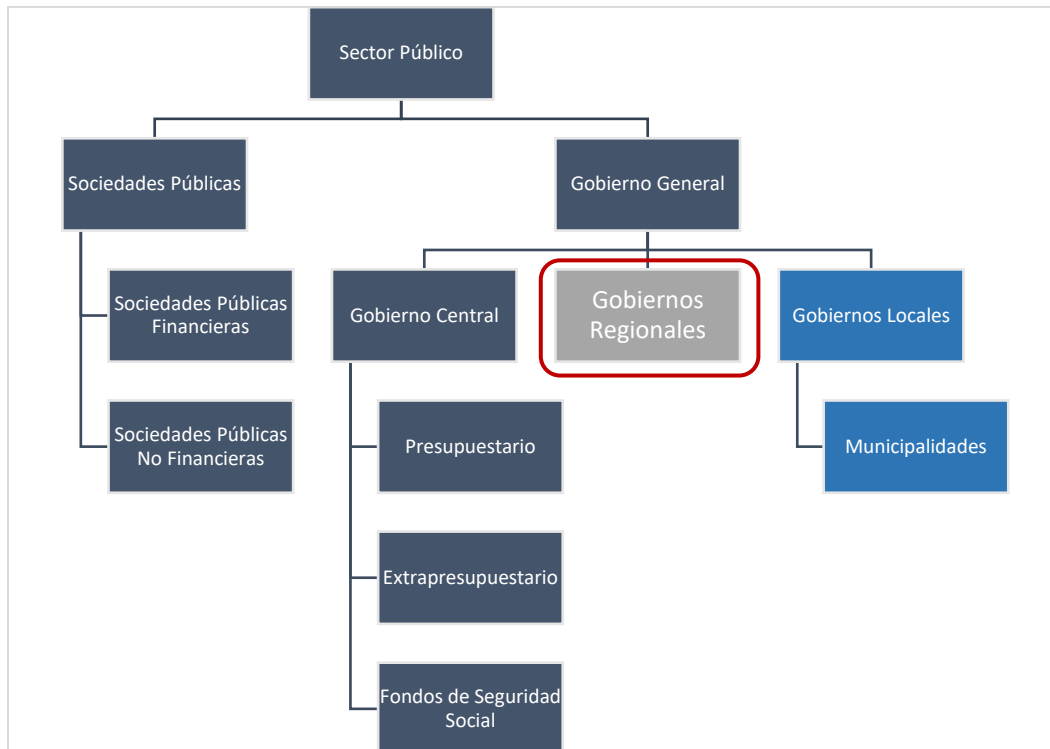 Sector Público
Sociedades Públicas
Gobierno General
Sociedades Públicas
Financieras
Sociedades Públicas
No Financieras
Gobierno Central
Gobiernos
Regionales
Gobiernos Locales
Presupuestario
Extrapresupuestario
Fondos de Seguridad
Social
Municipalidades